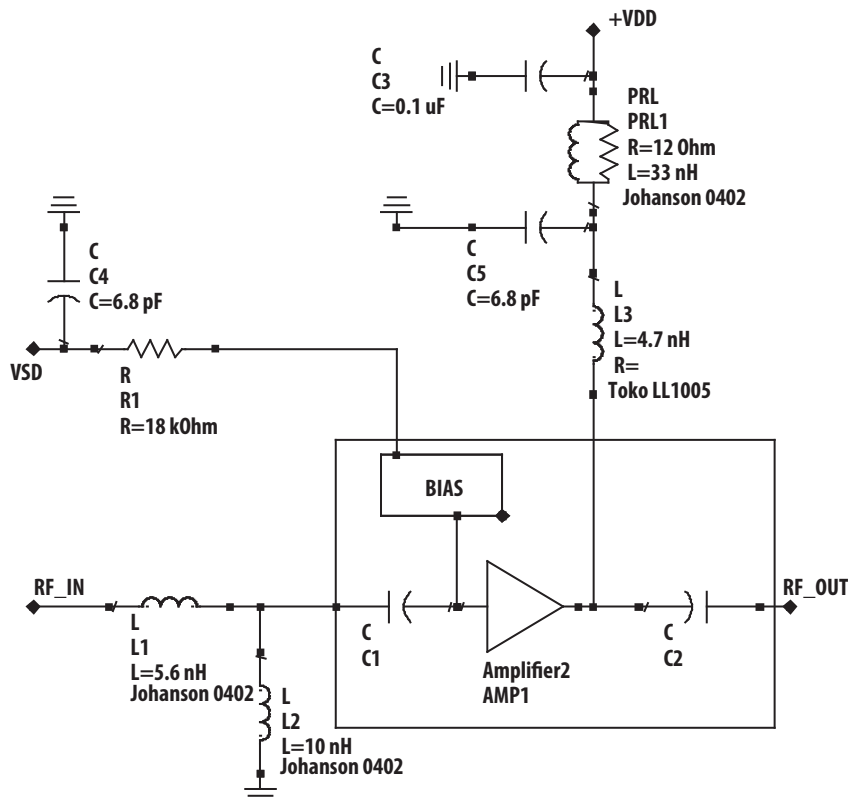 +VDD
C
C3
C=0.1 uF
PRL
PRL1
R=12 Ohm
L=33 nH
Johanson 0402
C
C4
C=6.8 pF
C
C5
C=6.8 pF
L
L3
L=4.7 nH
R=
Toko LL1005
VSD
R
R1
R=18 kOhm
BIAS
RF_IN
RF_OUT
L
L1
L=5.6 nH
Johanson 0402
C
C1
Amplifier2
AMP1
C
C2
L
L2
L=10 nH
Johanson 0402